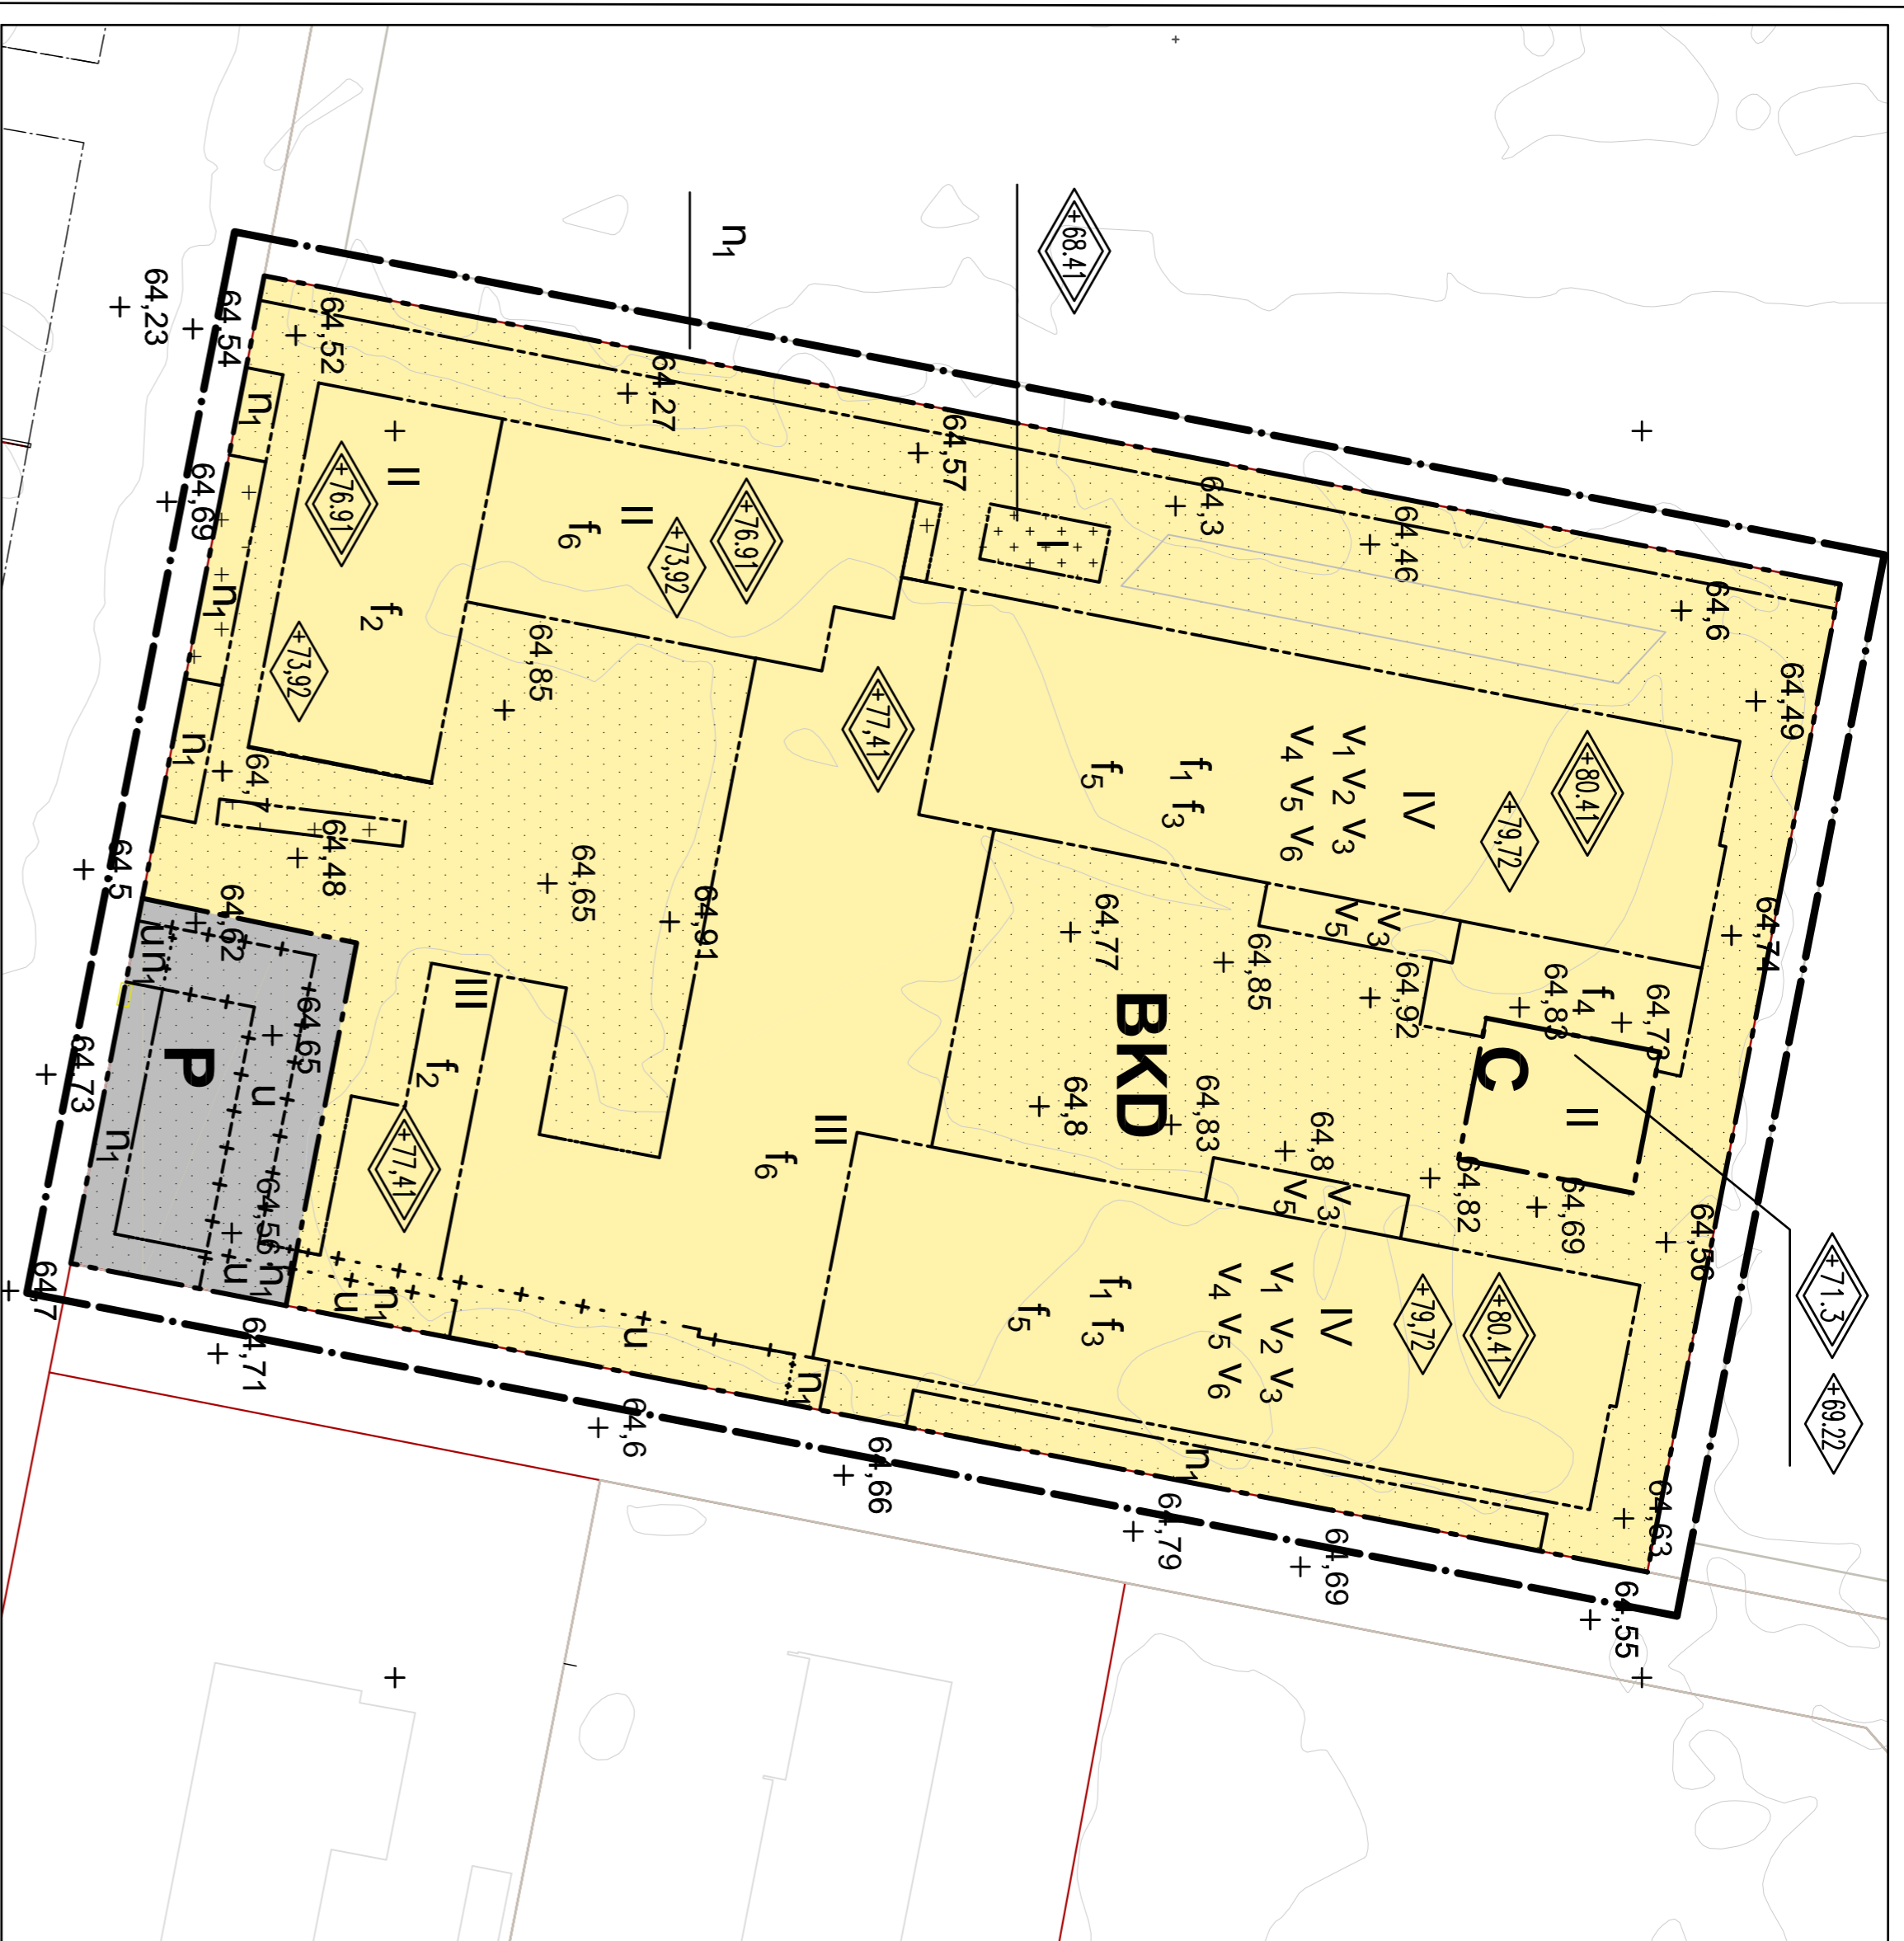 n1
+ 68.41
64,23
64,54
64,52
64,27
64,57
64,3
64,46
64,6
64,49
n1
64,69
n1
n1
II
+76.91
f2
+73,92
II
f6
+76.91
+73,92
I
64,85
+77,41
v1 v2 v3
v4 v5 v6
f1 f3
f5
IV
+80.41
+79,72
64,7
64,48
64,65
64,91
64,5
64,62
64,77
64,85
64,92
v3
v5
64,83
f4
64,73
64,74
un1
64,65
P
u
64,73
n1
64,56
n1
u
64,7
III
f2
+77,41
III
f6
BKD
64,8
64,83
64,8
v3
v5
64,82
C
II
64,69
64,56
+71.3
+69.22
n1
u
u
n1
64,71
64,6
64,66
IV
v1 v2 v3
v4 v5 v6
f1 f3
f5
+80.41
+79,72
n1
64,79
64,69
64,63
64,55